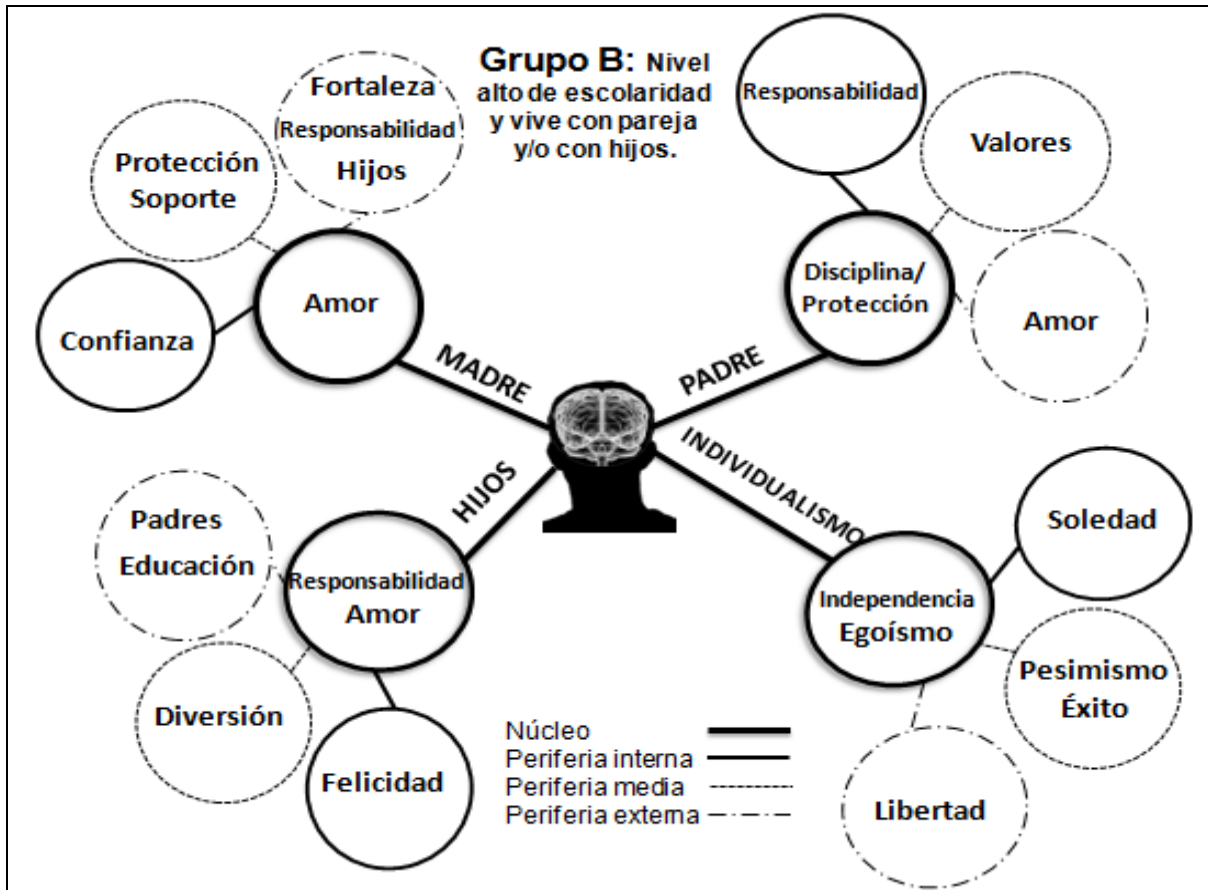 Grupo B: Nivel
alto de escolaridad
y vive con pareja
y/o con hijos.
Fortaleza
Responsabilidad
Hijos
Protección
Soporte
Confianza
Amor
MADRE
Responsabilidad
Valores
Disciplina/
Protección
Amor
PADRE
HIJOS
Padres
Educación
Responsabilidad
Amor
Diversión
Felicidad
INDIVIDUALISMO
Soledad
Independencia
Egoísmo
Pesimismo
Éxito
Libertad
Núcleo
Periferia interna
Periferia media
Periferia externa